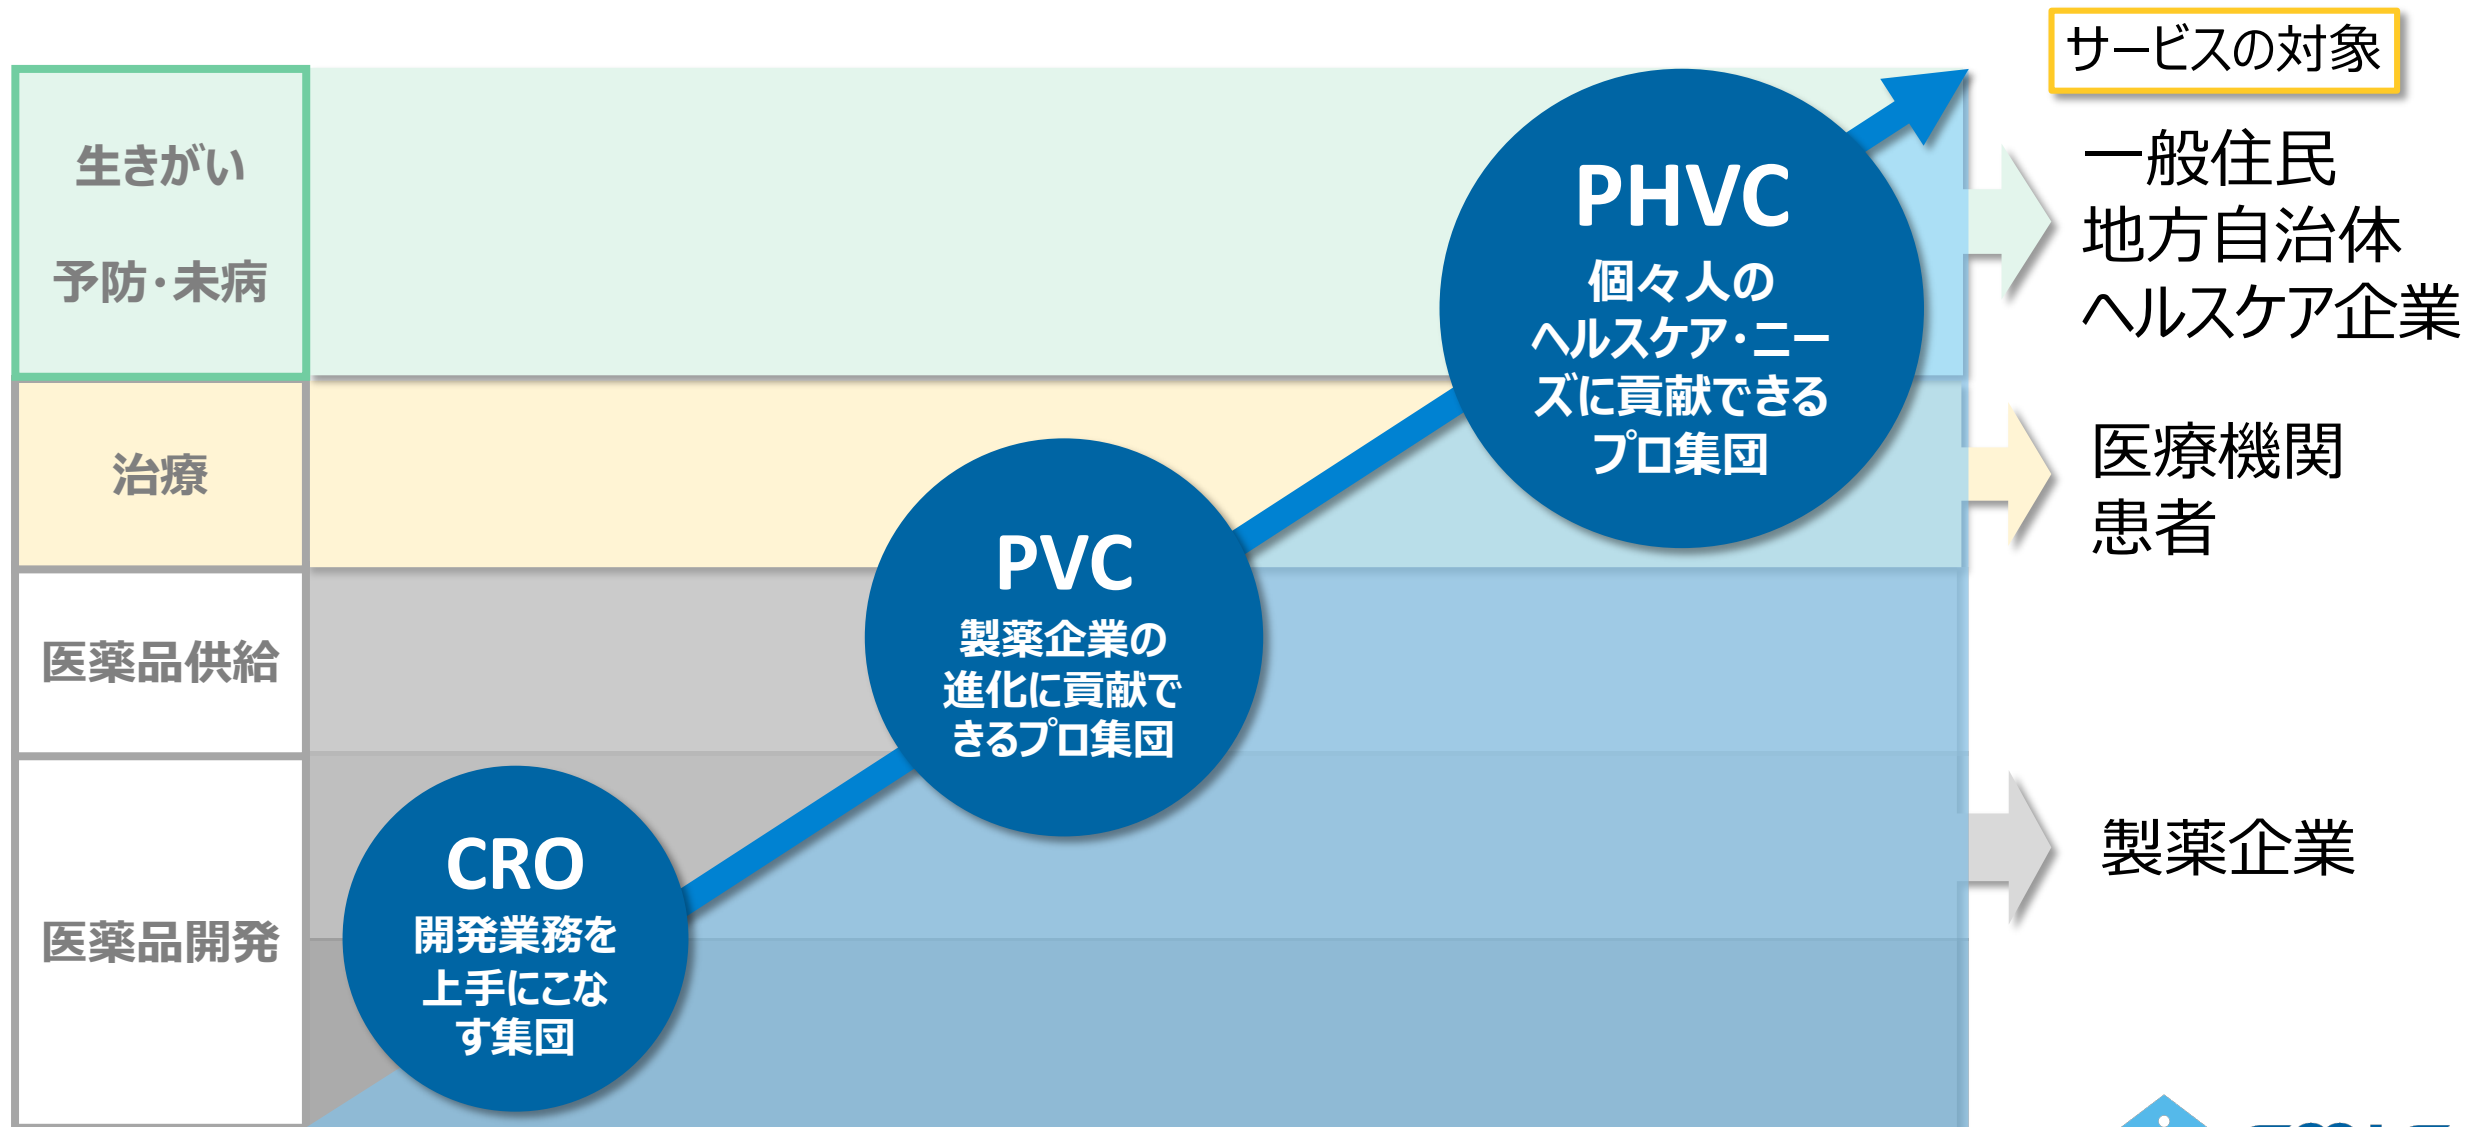 サービスの対象
生きがい
予防・未病
治療
医薬品供給
医薬品開発
PHVC
個々人の
ヘルスケア・ニー
ズに貢献できる
プロ集団
PVC
製薬企業の
進化に貢献で
きるプロ集団
CRO
開発業務を
上手にこな
す集団
一般住民
地方自治体
ヘルスケア企業
医療機関
患者
製薬企業